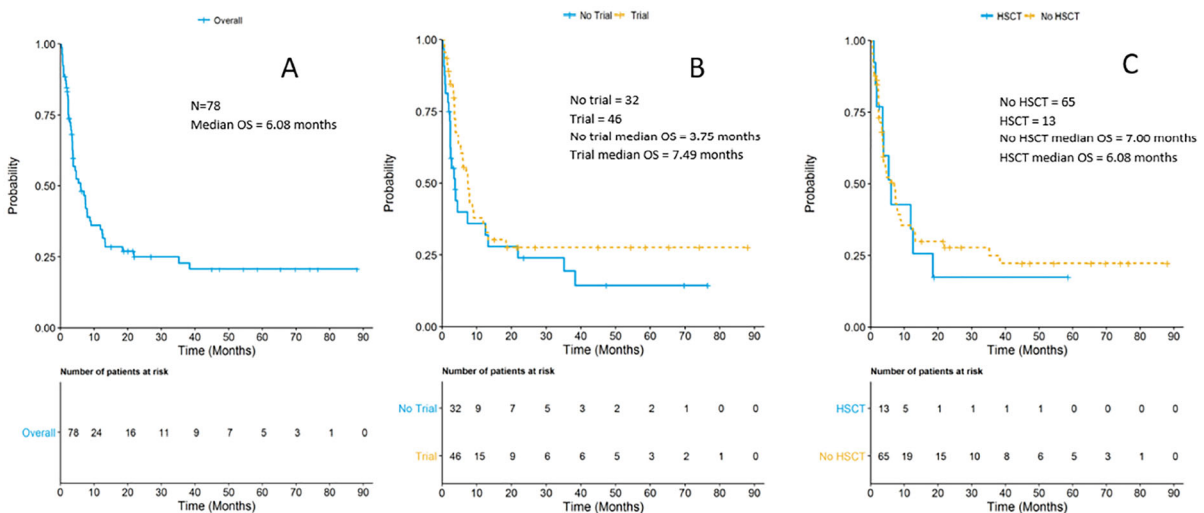 Overall
A
N=78
Median OS = 6.08 months
Probability
1.00
0.75
0.50
0.25
0.00
0 10 20 30 40 50 60 70 80 90
Time (Months)
Number of patients at risk
Overall 78 24 16 11 9 7 5 3 1 0
0 10 20 30 40 50 60 70 80 90
Time (Months)
No Trial Trial
B
No trial = 32
Trial = 46
No trial median OS = 3.75 months
Trial median OS = 7.49 months
Probability
1.00
0.75
0.50
0.25
0.00
0 10 20 30 40 50 60 70 80 90
Time (Months)
Number of patients at risk
No Trial 32 9 7 5 3 2 2 1 0 0
Trial 46 15 9 6 6 5 3 2 1 0
0 10 20 30 40 50 60 70 80 90
Time (Months)
HSCT No HSCT
C
No HSCT = 65
HSCT = 13
No HSCT median OS = 7.00 months
HSCT median OS = 6.08 months
Probability
1.00
0.75
0.50
0.25
0.00
0 10 20 30 40 50 60 70 80 90
Time (Months)
Number of patients at risk
HSCT 13 5 1 1 1 1 0 0 0 0
No HSCT 65 19 15 10 8 6 5 3 1 0
0 10 20 30 40 50 60 70 80 90
Time (Months)